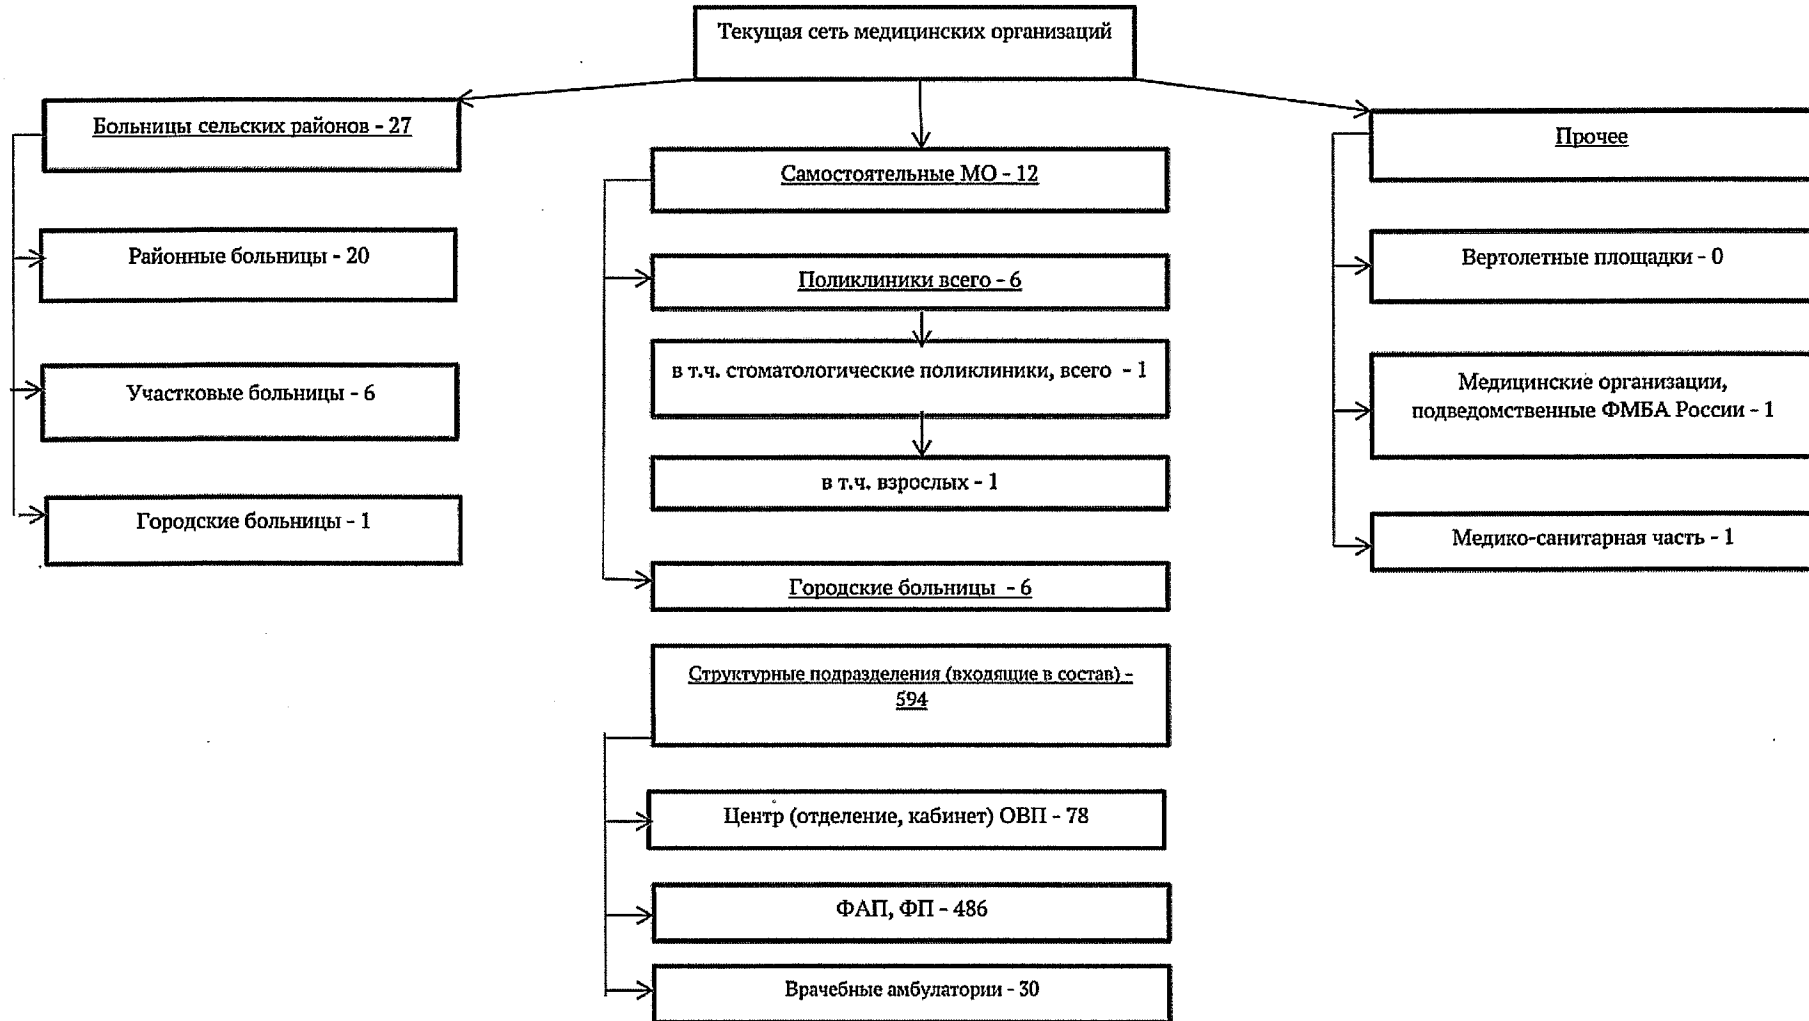 Текущая сеть медицинских организаций
Больницы сельских районов - 27
Районные больницы - 20
Участковые больницы - 6
Городские больницы - 1
Самостоятельные МО - 12
Поликлиники всего - 6
в т.ч. стоматологические поликлиники, всего - 1
в т.ч. взрослых - 1
Городские больницы - 6
Структурные подразделения (входящие в состав) -
594
Центр (отделение, кабинет) ОВП - 78
ФАП, ФП - 486
Врачебные амбулатории - 30
Прочее
Вертолетные площадки - 0
Медицинские организации,
подведомственные ФМБА России - 1
Медико-санитарная часть - 1